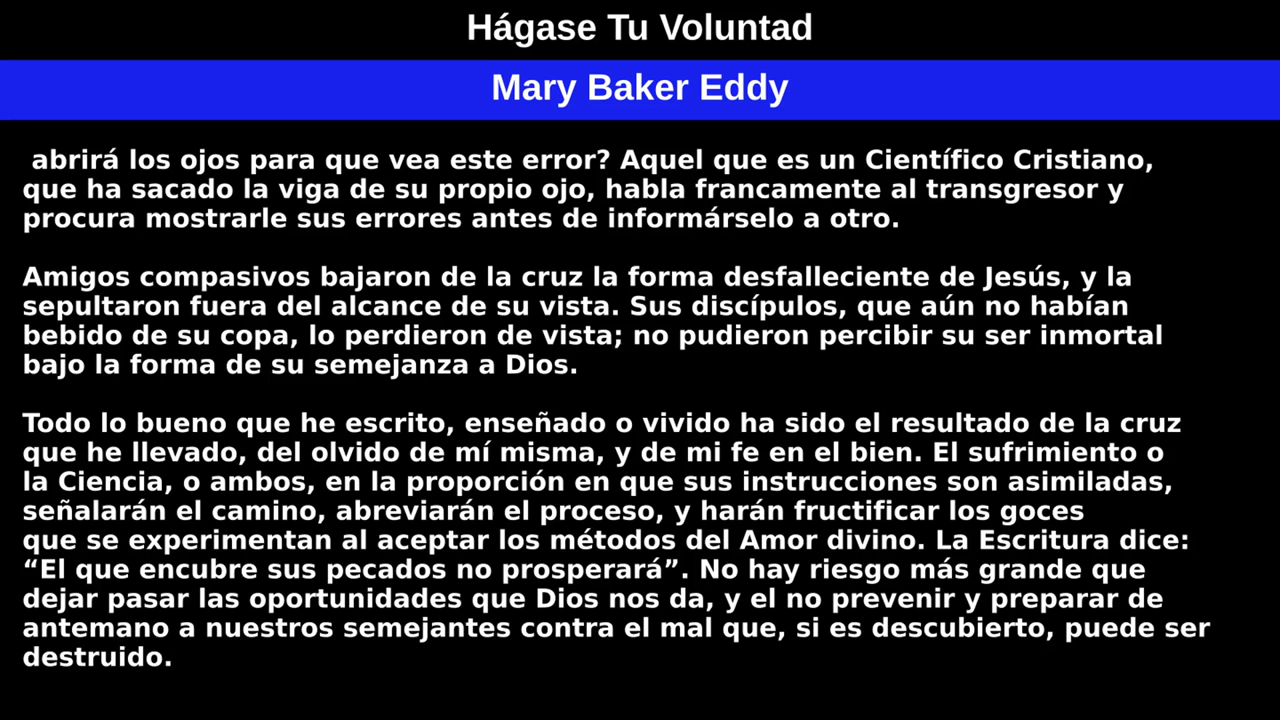 Hágase Tu Voluntad
Mary Baker Eddy
abrirá los ojos para que vea este error? Aquel que es un Científico Cristiano,
que ha sacado la viga de su propio ojo, habla francamente al transgresor y
procura mostrarle sus errores antes de informárselo a otro.
Amigos compasivos bajaron de la cruz la forma desfalleciente de Jesús, y la
sepultaron fuera del alcance de su vista. Sus discípulos, que aún no habían
bebido de su copa, lo perdieron de vista; no pudieron percibir su ser inmortal
bajo la forma de su semejanza a Dios.
Todo lo bueno que he escrito, enseñado o vivido ha sido el resultado de la cruz
que he llevado, del olvido de mí misma, y de mi fe en el bien. El sufrimiento o
la Ciencia, o ambos, en la proporción en que sus instrucciones son asimiladas,
señalarán el camino, abreviarán el proceso, y harán fructificar los goces
que se experimentan al aceptar los métodos del Amor divino. La Escritura dice:
“El que encubre sus pecados no prosperará”. No hay riesgo más grande que
dejar pasar las oportunidades que Dios nos da, y el no prevenir y preparar de
antemano a nuestros semejantes contra el mal que, si es descubierto, puede ser
destruido.